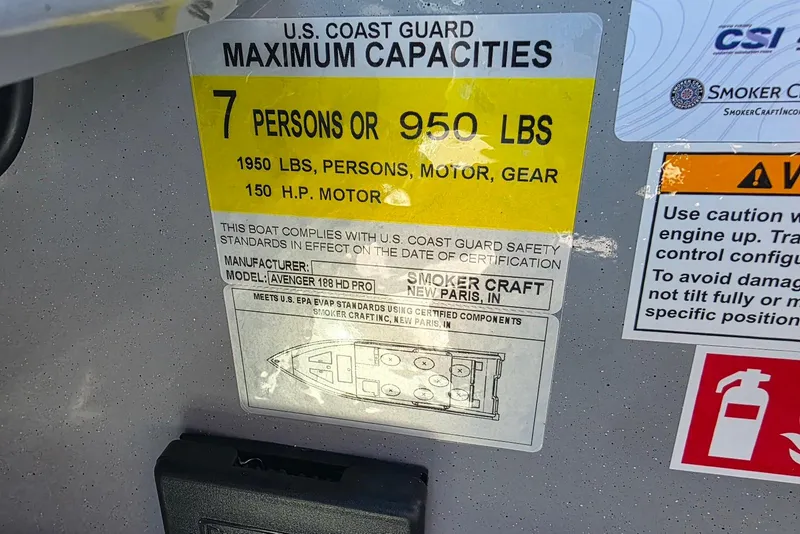 U.S. COAST GUARD
MAXIMUM CAPACITIES
7 PERSONS OR 950 LBS
1950 LBS, PERSONS, MOTOR, GEAR
150 H.P. MOTOR
THIS BOAT COMPLIES WITH U.S. COAST GUARD SAFETY
STANDARDS IN EFFECT ON THE DATE OF CERTIFICATION
MANUFACTURER: SMOKER CRAFT
MODEL: AVENGER 188 HD PRO NEW PARIS, IN
MEETS U.S. EPA EVAP STANDARDS USING CERTIFIED COMPONENTS
SMOKER CRAFT INC, NEW PARIS, IN
CSI
SMOKER C
SMOKERCRAFTINCO
Use caution w
engine up. Tra
control configu
To avoid damag
not tilt fully or m
specific position